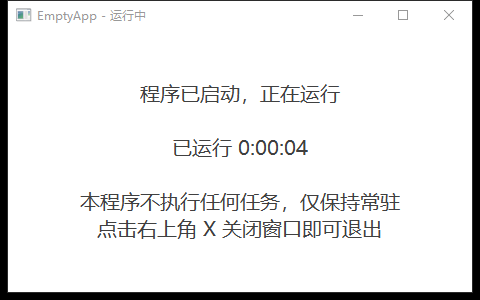 EmptyApp - 运行中
程序已启动，正在运行
已运行 0:00:04
本程序不执行任何任务，仅保持常驻
点击右上角 X 关闭窗口即可退出